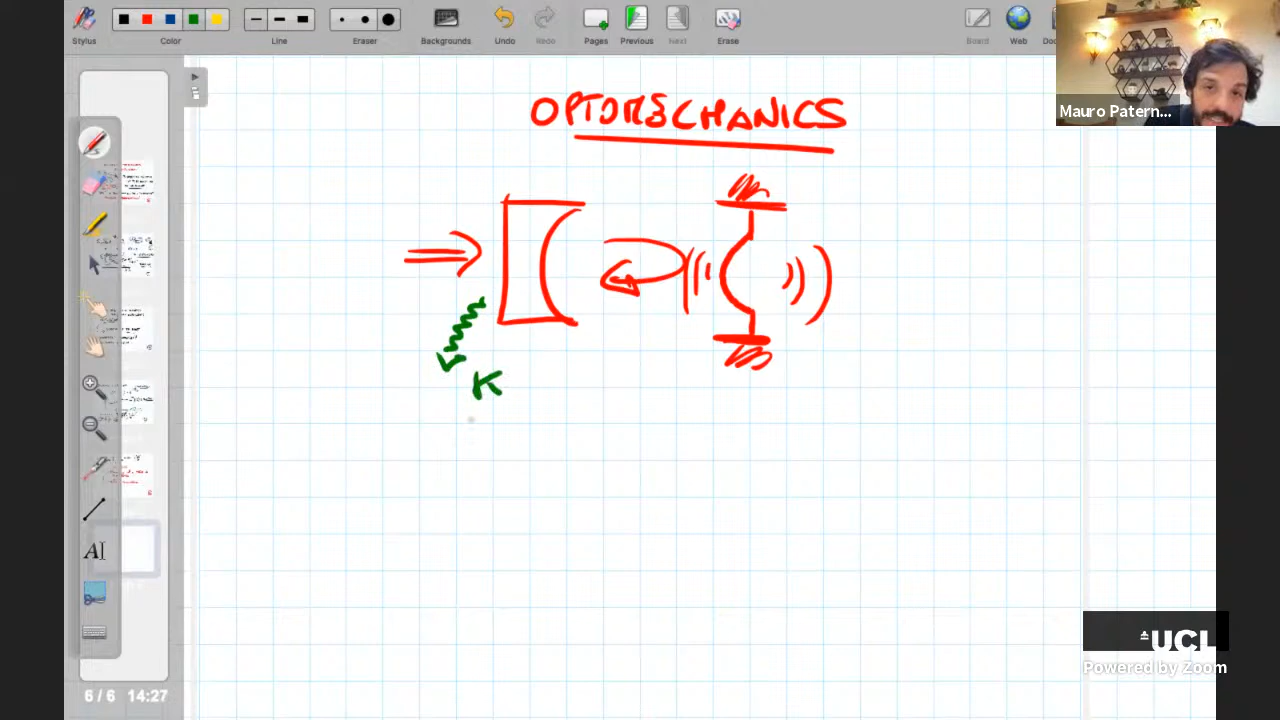 Stylus
Color
Line
Eraser
Backgrounds
Undo
Redo
Pages
Previous
Next
Erase
Board
Web
Mauro Patern...
OPTOMECHANICS
K
AI
6 / 6 14:27
UCL
Powered by Zoom